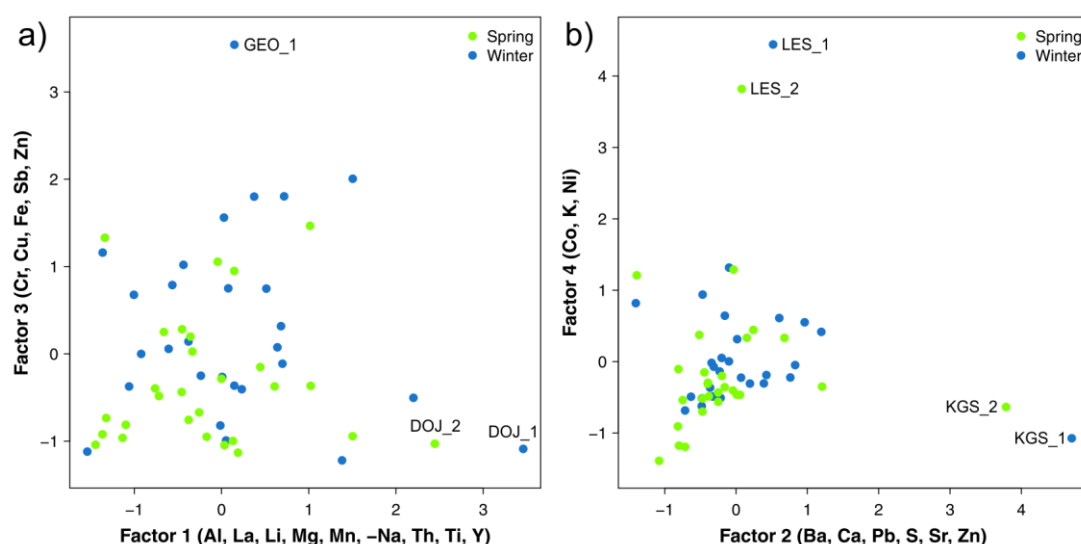 a)
GEO_1
Spring
Winter
3
2
1
0
−1
Factor 3 (Cr, Cu, Fe, Sb, Zn)
DOJ_2
DOJ_1
−1
0
1
2
3
Factor 1 (Al, La, Li, Mg, Mn, −Na, Th, Ti, Y)
b)
LES_1
Spring
Winter
LES_2
4
3
2
1
0
−1
Factor 4 (Co, K, Ni)
KGS_2
KGS_1
−1
0
1
2
3
4
Factor 2 (Ba, Ca, Pb, S, Sr, Zn)